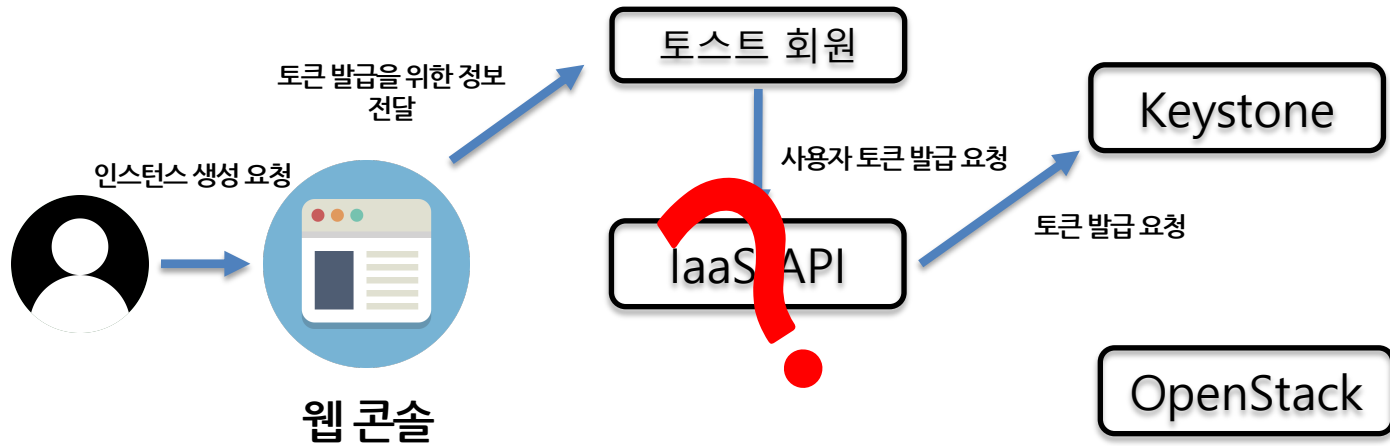 토스트 회원
토큰 발급을 위한 정보
전달
Keystone
사용자 토큰 발급 요청
인스턴스 생성 요청
토큰 발급 요청
IaaS API
?
OpenStack
웹 콘솔